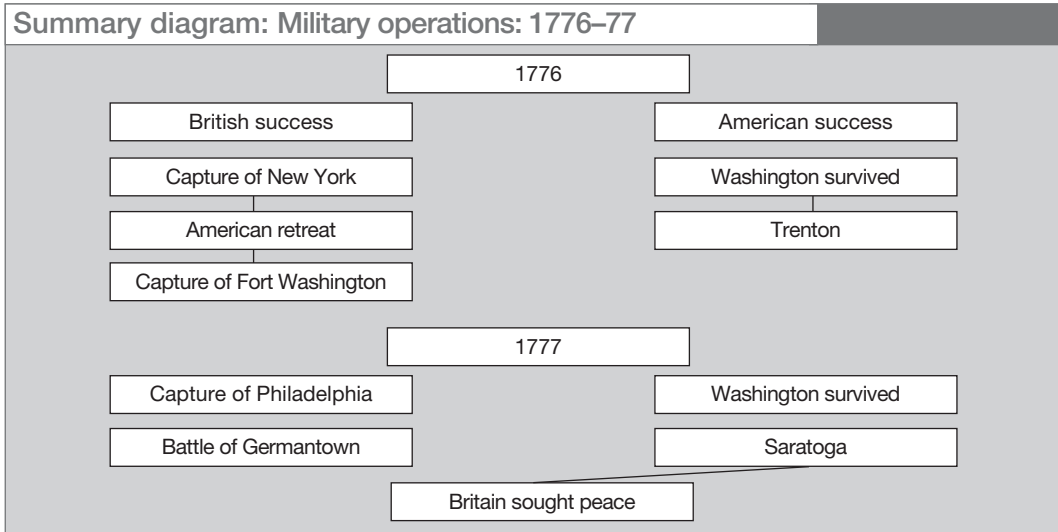 Summary diagram: Military operations: 1776–77
1776
British success
American success
Capture of New York
Washington survived
American retreat
Trenton
Capture of Fort Washington
1777
Capture of Philadelphia
Washington survived
Battle of Germantown
Saratoga
Britain sought peace